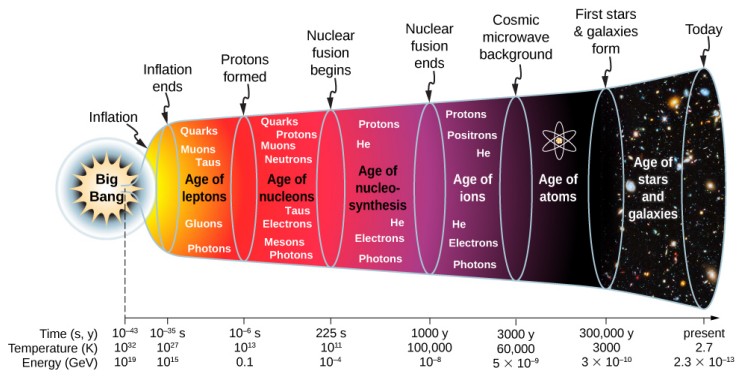 Inflation
Inflation
ends
Protons
formed
Nuclear
fusion
begins
Nuclear
fusion
ends
Cosmic
microwave
background
First stars
& galaxies
form
Today
Big
Bang
Quarks
Muons
Taus
Age of
leptons
Gluons
Photons
Quarks
Protons
Muons
Neutrons
Age of
nucleons
Taus
Electrons
Mesons
Photons
Protons
He
Age of
nucleo-
synthesis
He
Electrons
Photons
Protons
Positrons
He
Age of
ions
He
Electrons
Photons
Age of
atoms
Age of
stars
and
galaxies
Time (s, y) 10⁻⁴³ 10⁻³⁵ s 10⁻⁶ s 225 s 1000 y 3000 y 300,000 y present
Temperature (K) 10³² 10²⁷ 10¹³ 10¹¹ 100,000 60,000 3000 2.7
Energy (GeV) 10¹⁹ 10¹⁵ 0.1 10⁻⁴ 10⁻⁸ 5 × 10⁻⁹ 3 × 10⁻¹⁰ 2.3 × 10⁻¹³